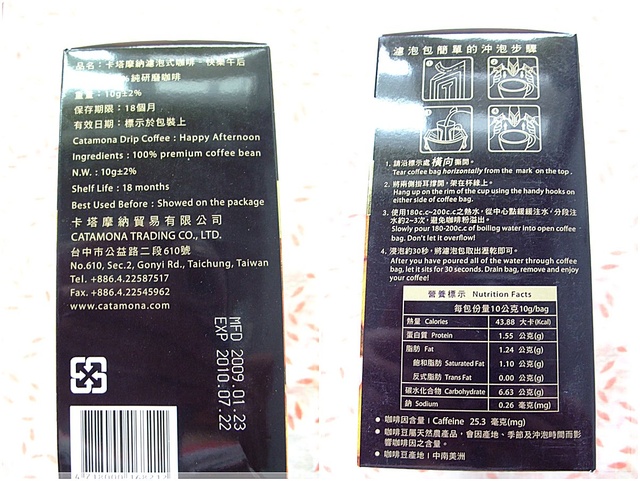 品名：卡塔摩納濾泡式咖啡-快樂午后
純研磨咖啡
重量：10g±2%
保存期限：18個月
有效日期：標示於包裝上
Catamona Drip Coffee : Happy Afternoon
Ingredients : 100% premium coffee bean
N.W. : 10g±2%
Shelf Life : 18 months
Best Used Before : Showed on the package
卡塔摩納貿易有限公司
CATAMONA TRADING CO., LTD.
台中市公益路二段610號
No.610, Sec.2, Gonyi Rd., Taichung, Taiwan
Tel. +886.4.22587517
Fax. +886.4.22545962
www.catamona.com
MFD 2009.01.23
EXP 2010.07.22
濾泡包簡單的沖泡步驟
1. 請沿標示處橫向撕開。
Tear coffee bag horizontally from the mark on the top .
2. 將兩側掛耳撐開，架在杯緣上。
Hang up on the rim of the cup using the handy hooks on
either side of coffee bag.
3. 使用180c.c-200c.c之熱水，從中心點緩緩注水，分段注
水約2~3次，避免咖啡粉溢出。
Slowly pour 180-200c.c of boiling water into open coffee
bag. Don't let it overflow!
4. 浸泡約30秒，將濾泡包取出瀝乾即可。
After you have poured all of the water through coffee
bag, let it sits for 30 seconds. Drain bag, remove and enjoy
your coffee!
營養標示 Nutrition Facts
每包份量10公克10g/bag
熱量 Calories 43.88 大卡(Kcal)
蛋白質 Protein 1.55 公克(g)
脂肪 Fat 1.24 公克(g)
飽和脂肪 Saturated Fat 1.10 公克(g)
反式脂肪 Trans Fat 0.00 公克(g)
碳水化合物 Carbohydrate 6.63 公克(g)
鈉 Sodium 0.26 毫克(mg)
● 咖啡因含量 | Caffeine 25.3 毫克(mg)
● 咖啡豆屬天然農產品，會因產地、季節及沖泡時間而影
響咖啡因之含量。
● 咖啡豆產地 | 中南美洲